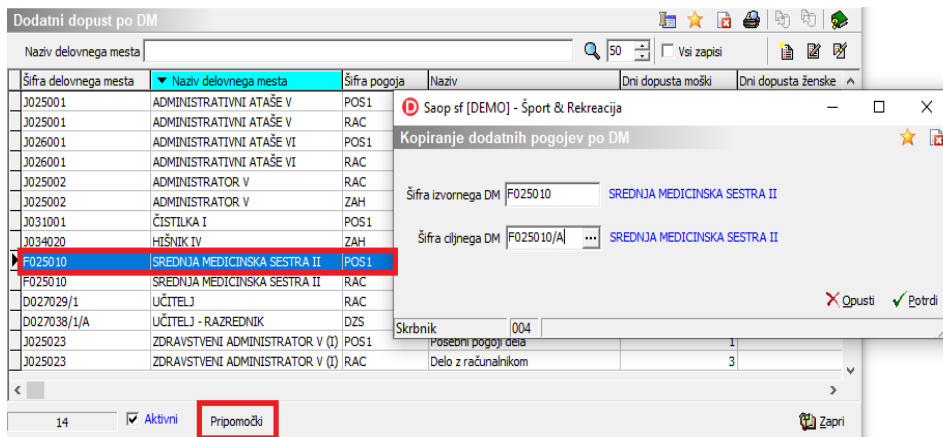 Dodatni dopust po DM
Naziv delovnega mesta 50 Vsi zapisi
Šifra delovnega mesta Naziv delovnega mesta Šifra pogoja Naziv Dni dopusta moški Dni dopusta ženske
J025001 ADMINISTRATIVNI ATAŠE V POS1
J025001 ADMINISTRATIVNI ATAŠE V RAC
J026001 ADMINISTRATIVNI ATAŠE VI POS1
J026001 ADMINISTRATIVNI ATAŠE VI RAC
J025002 ADMINISTRATOR V RAC
J025002 ADMINISTRATOR V ZAH
J031001 ČISTILKA I POS1
J034020 HIŠNIK IV ZAH
F025010 SREDNJA MEDICINSKA SESTRA II POS1
F025010 SREDNJA MEDICINSKA SESTRA II RAC
D027029/1 UČITELJ RAC
D027038/1/A UČITELJ - RAZREDNIK DZS
J025023 ZDRAVSTVENI ADMINISTRATOR V (I) POS1 Posebni pogoji dela 1
J025023 ZDRAVSTVENI ADMINISTRATOR V (I) RAC Delo z računalnikom 3
14 Aktivni Pripomočki Zapri
Saop sf [DEMO] - Šport & Rekreacija
Kopiranje dodatnih pogojev po DM
Šifra izvornega DM F025010 SREDNJA MEDICINSKA SESTRA II
Šifra ciljnega DM F025010/A ... SREDNJA MEDICINSKA SESTRA II
Opusti Potrdi
Skrbnik 004